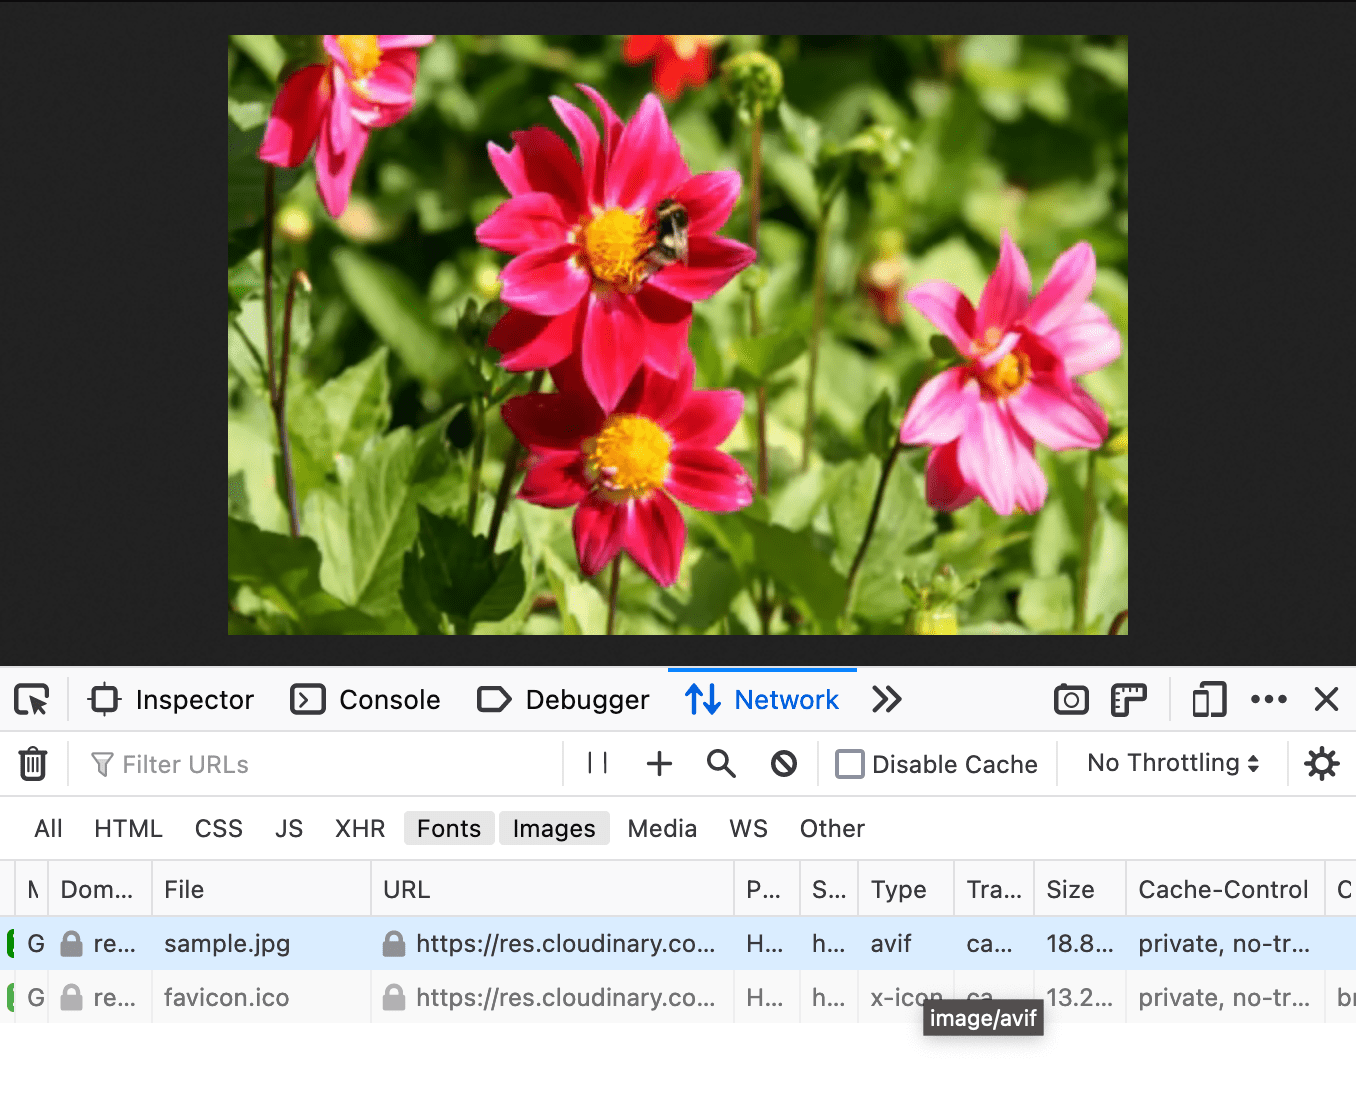 Inspector Console Debugger Network
Filter URLs Disable Cache No Throttling
All HTML CSS JS XHR Fonts Images Media WS Other
Dom... File URL P... S... Type Tra... Size Cache-Control C
G re... sample.jpg https://res.cloudinary.co... H... h... avif ca... 18.8... private, no-tr...
G re... favicon.ico https://res.cloudinary.co... H... h... x-icon ca... 13.2... private, no-tr...
image/avif